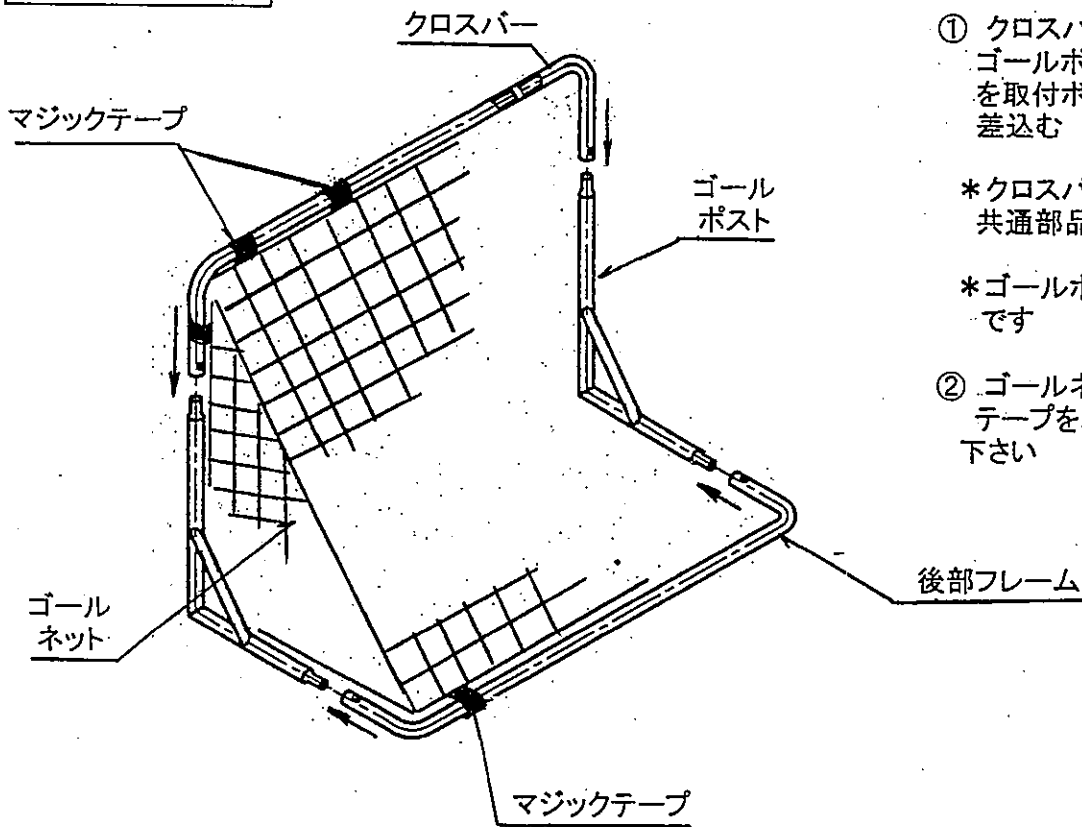 クロスバー
マジックテープ
ゴール
ポスト
ゴール
ネット
後部フレーム
マジックテープ
① クロスバ
ゴールポ
を取付ポ
差込む
*クロスバ
共通部品
*ゴールポ
です
② ゴールネ
テープを
下さい